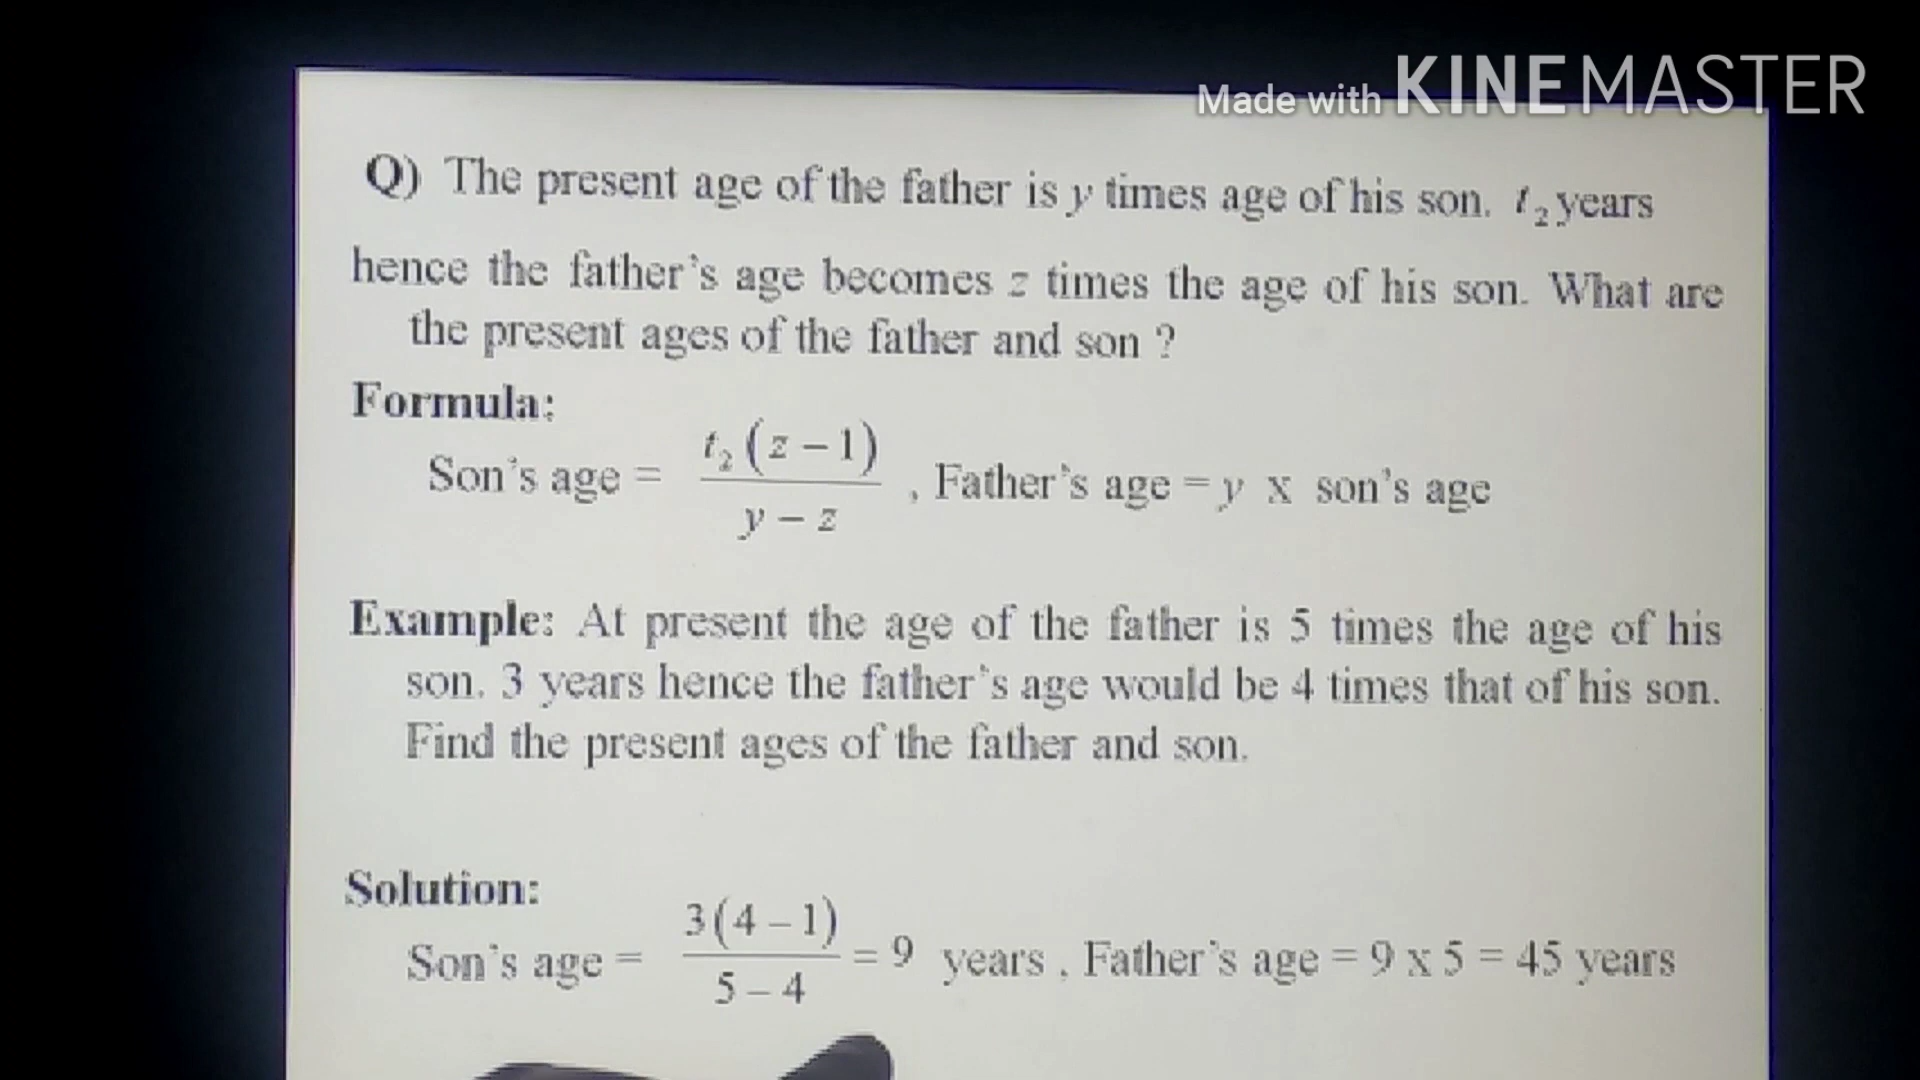 Made with KINEMASTER
Q) The present age of the father is y times age of his son. t₂ years
hence the father's age becomes z times the age of his son. What are
the present ages of the father and son ?
Formula:
Son's age = t₂(z – 1) / y – z , Father's age = y x son's age
Example: At present the age of the father is 5 times the age of his
son. 3 years hence the father's age would be 4 times that of his son.
Find the present ages of the father and son.
Solution:
Son's age = 3(4 – 1) / 5 – 4 = 9 years , Father's age = 9 x 5 = 45 years